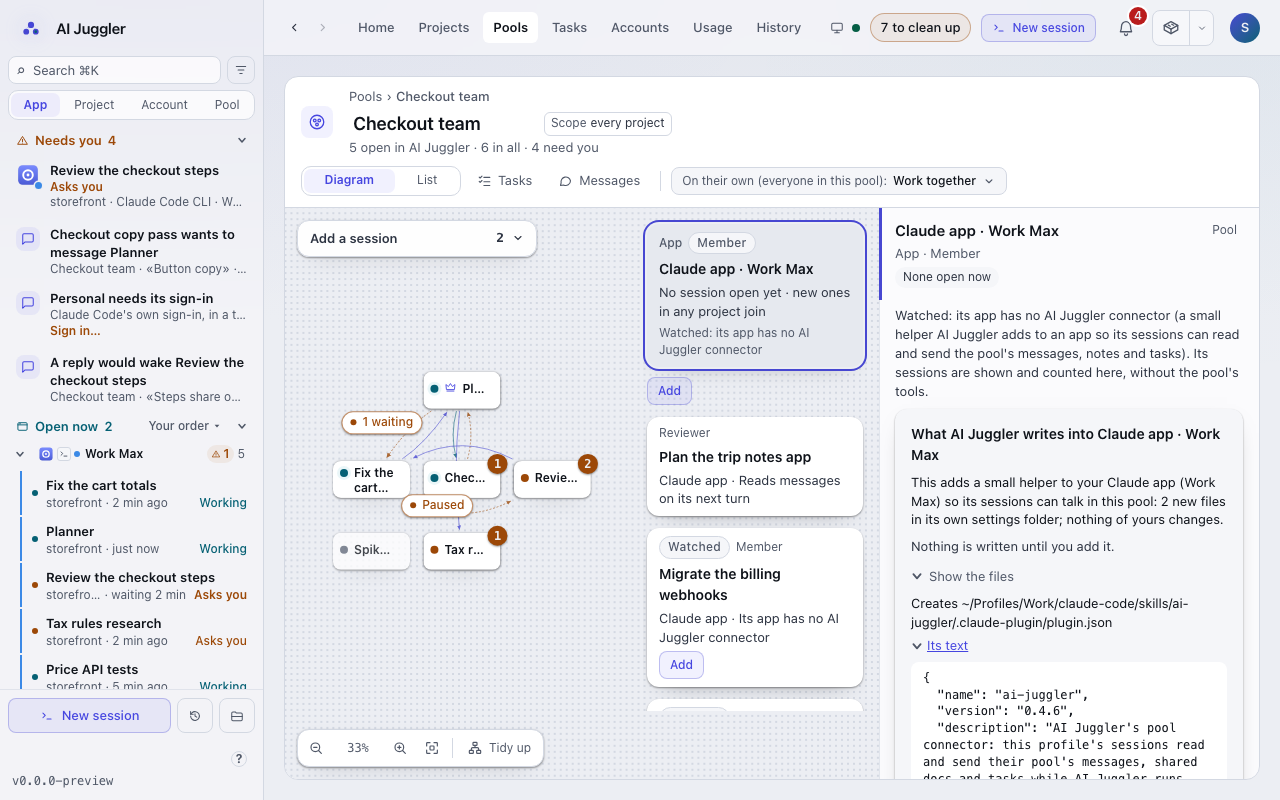 AI Juggler
Search ⌘K
App Project Account Pool
Needs you 4
Review the checkout steps
Asks you
storefront · Claude Code CLI · W…
Checkout copy pass wants to
message Planner
Checkout team · «Button copy» ·…
Personal needs its sign-in
Claude Code's own sign-in, in a t…
Sign in…
A reply would wake Review the
checkout steps
Checkout team · «Steps share o…
Open now 2 Your order
Work Max 1 5
Fix the cart totals
storefront · 2 min ago Working
Planner
storefront · just now Working
Review the checkout steps
storefro… · waiting 2 min Asks you
Tax rules research
storefront · 2 min ago Asks you
Price API tests
storefront · 5 min ago Working
New session
?
v0.0.0-preview
Home Projects Pools Tasks Accounts Usage History
7 to clean up
New session
4
S
Pools › Checkout team
Checkout team
Scope every project
5 open in AI Juggler · 6 in all · 4 need you
Diagram List Tasks Messages
On their own (everyone in this pool): Work together
Add a session 2
Pl…
1 waiting
Fix the
cart…
Chec…
1
Revie…
2
Paused
Spik…
Tax r…
1
33%
Tidy up
App Member
Claude app · Work Max
No session open yet · new ones
in any project join
Watched: its app has no AI
Juggler connector
Add
Reviewer
Plan the trip notes app
Claude app · Reads messages
on its next turn
Watched Member
Migrate the billing
webhooks
Claude app · Its app has no AI
Juggler connector
Add
Claude app · Work Max Pool
App · Member
None open now
Watched: its app has no AI Juggler connector (a small
helper AI Juggler adds to an app so its sessions can read
and send the pool's messages, notes and tasks). Its
sessions are shown and counted here, without the pool's
tools.
What AI Juggler writes into Claude app · Work
Max
This adds a small helper to your Claude app (Work
Max) so its sessions can talk in this pool: 2 new files
in its own settings folder; nothing of yours changes.
Nothing is written until you add it.
Show the files
Creates ~/Profiles/Work/claude-code/skills/ai-
juggler/.claude-plugin/plugin.json
Its text
{
"name": "ai-juggler",
"version": "0.4.6",
"description": "AI Juggler's pool
connector: this profile's sessions read
and send their pool's messages, shared
docs and tasks while AI Juggler runs.